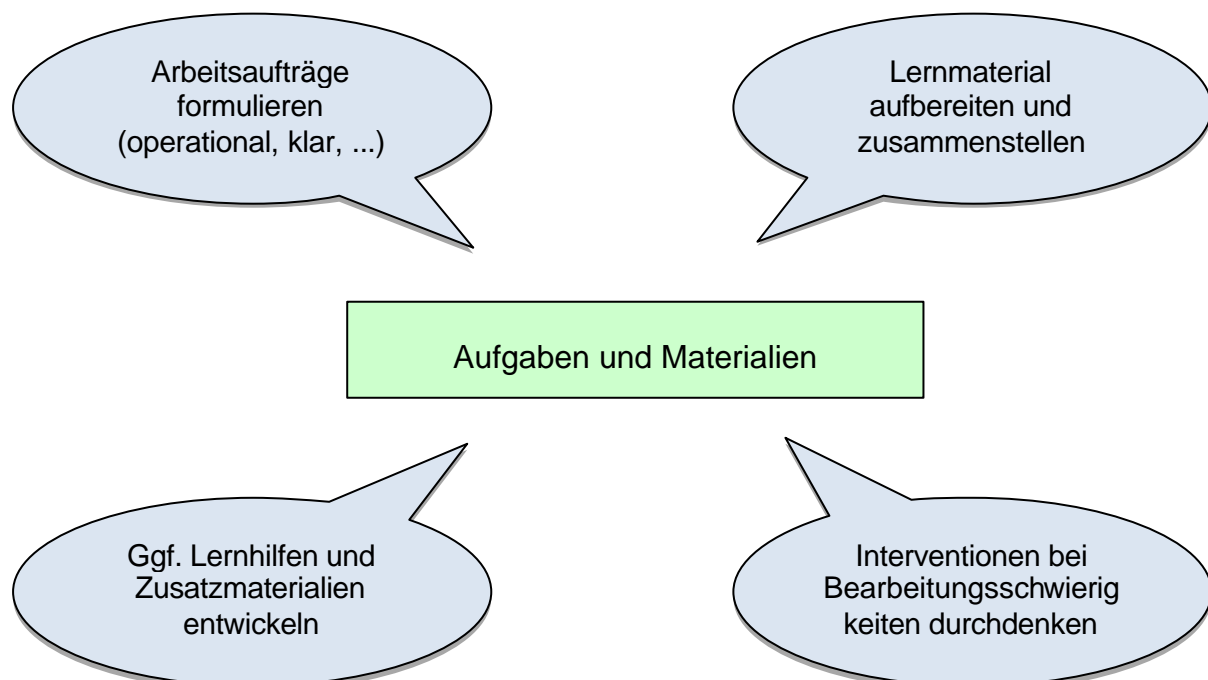 Arbeitsaufträge
formulieren
(operational, klar, ...)
Lernmaterial
aufbereiten und
zusammenstellen
Aufgaben und Materialien
Ggf. Lernhilfen und
Zusatzmaterialien
entwickeln
Interventionen bei
Bearbeitungsschwierig
keiten durchdenken